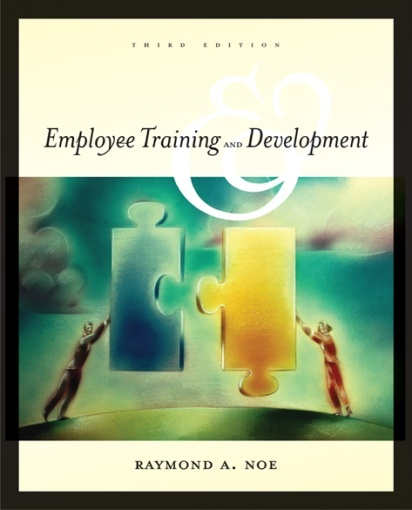 THIRD EDITION
&
Employee Training AND Development
RAYMOND A. NOE